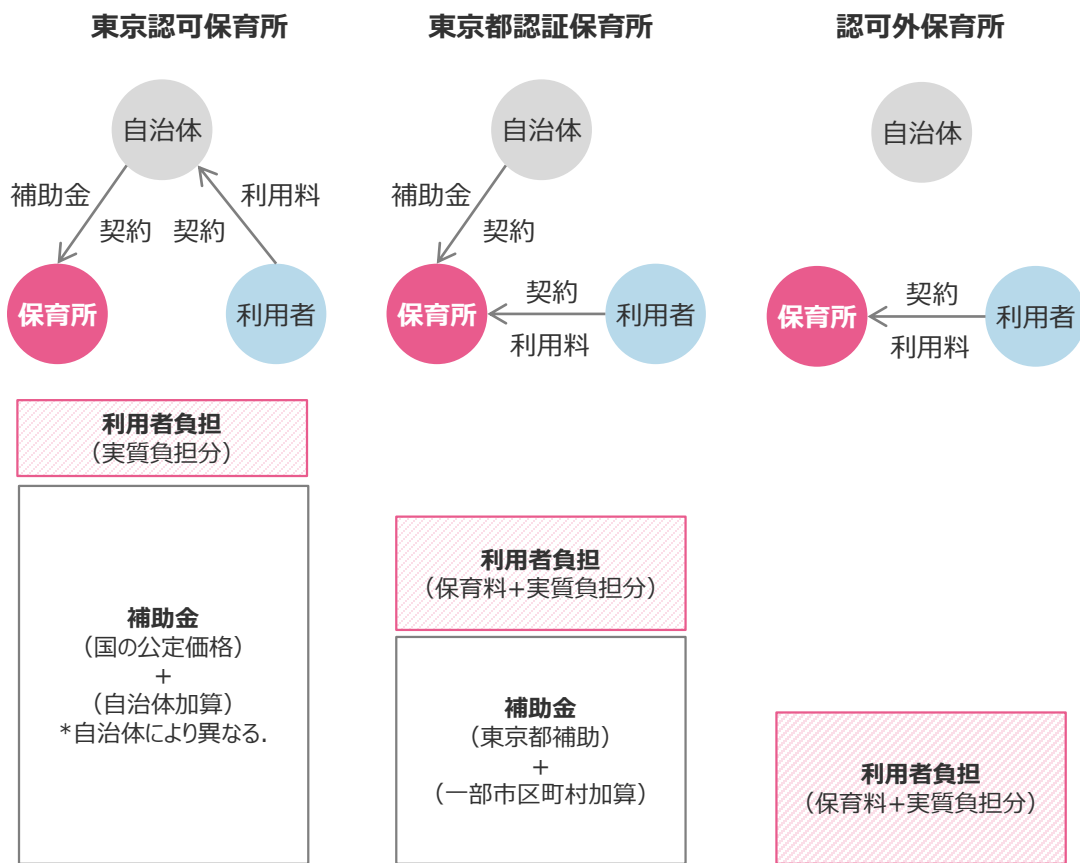 東京認可保育所
自治体
補助金
利用料
契約
契約
保育所
利用者
利用者負担
（実質負担分）
補助金
（国の公定価格）
+
（自治体加算）
*自治体により異なる.
東京都認証保育所
自治体
補助金
契約
保育所
契約
利用料
利用者
利用者負担
（保育料+実質負担分）
補助金
（東京都補助）
+
（一部市区町村加算）
認可外保育所
自治体
保育所
契約
利用料
利用者
利用者負担
（保育料+実質負担分）